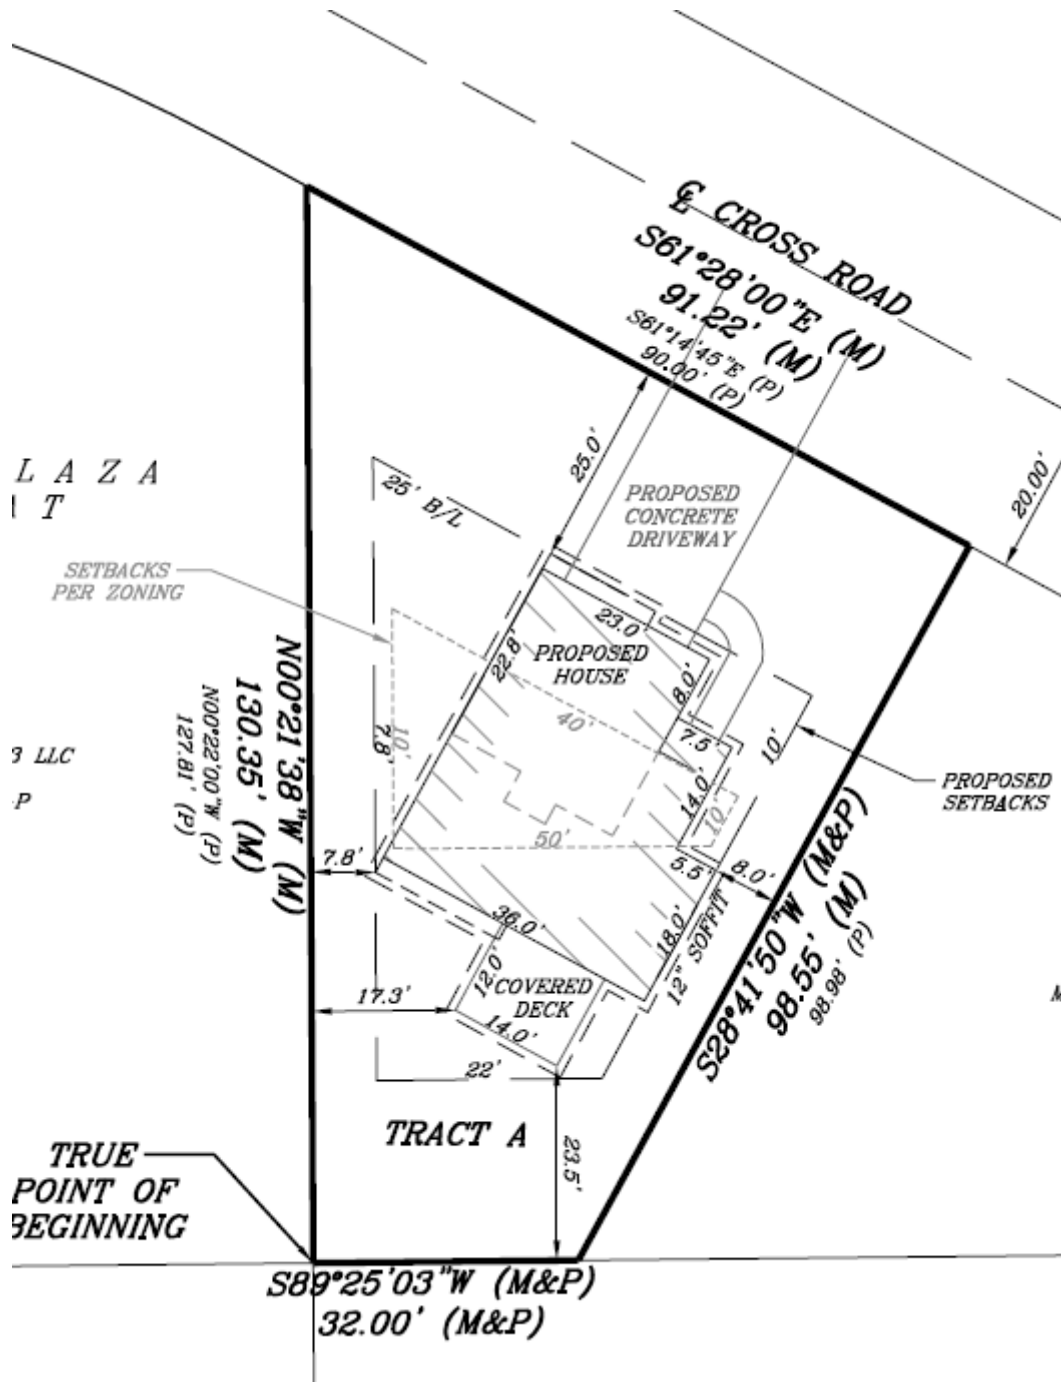 ℄ CROSS ROAD
S61°28'00"E (M)
91.22' (M)
S61°14'45"E (P)
90.00' (P)
20.00'
25.0'
LAZA
T
25' B/L
PROPOSED
CONCRETE
DRIVEWAY
SETBACKS
PER ZONING
23.0
PROPOSED
HOUSE
22.8'
8.0'
40'
7.5'
10'
7.8'
10'
14.0'
10'
PROPOSED
SETBACKS
N00°21'38"W (M)
130.35' (M)
N00°22'00"W (P)
127.81' (P)
3 LLC
P
50'
7.8'
5.5'
8.0'
36.0'
18.0'
12" SOFFIT
S28°41'50"W (M&P)
98.55' (M)
98.98' (P)
12.0'
COVERED
DECK
17.3'
14.0'
22'
TRACT A
23.5'
TRUE
POINT OF
BEGINNING
S89°25'03"W (M&P)
32.00' (M&P)